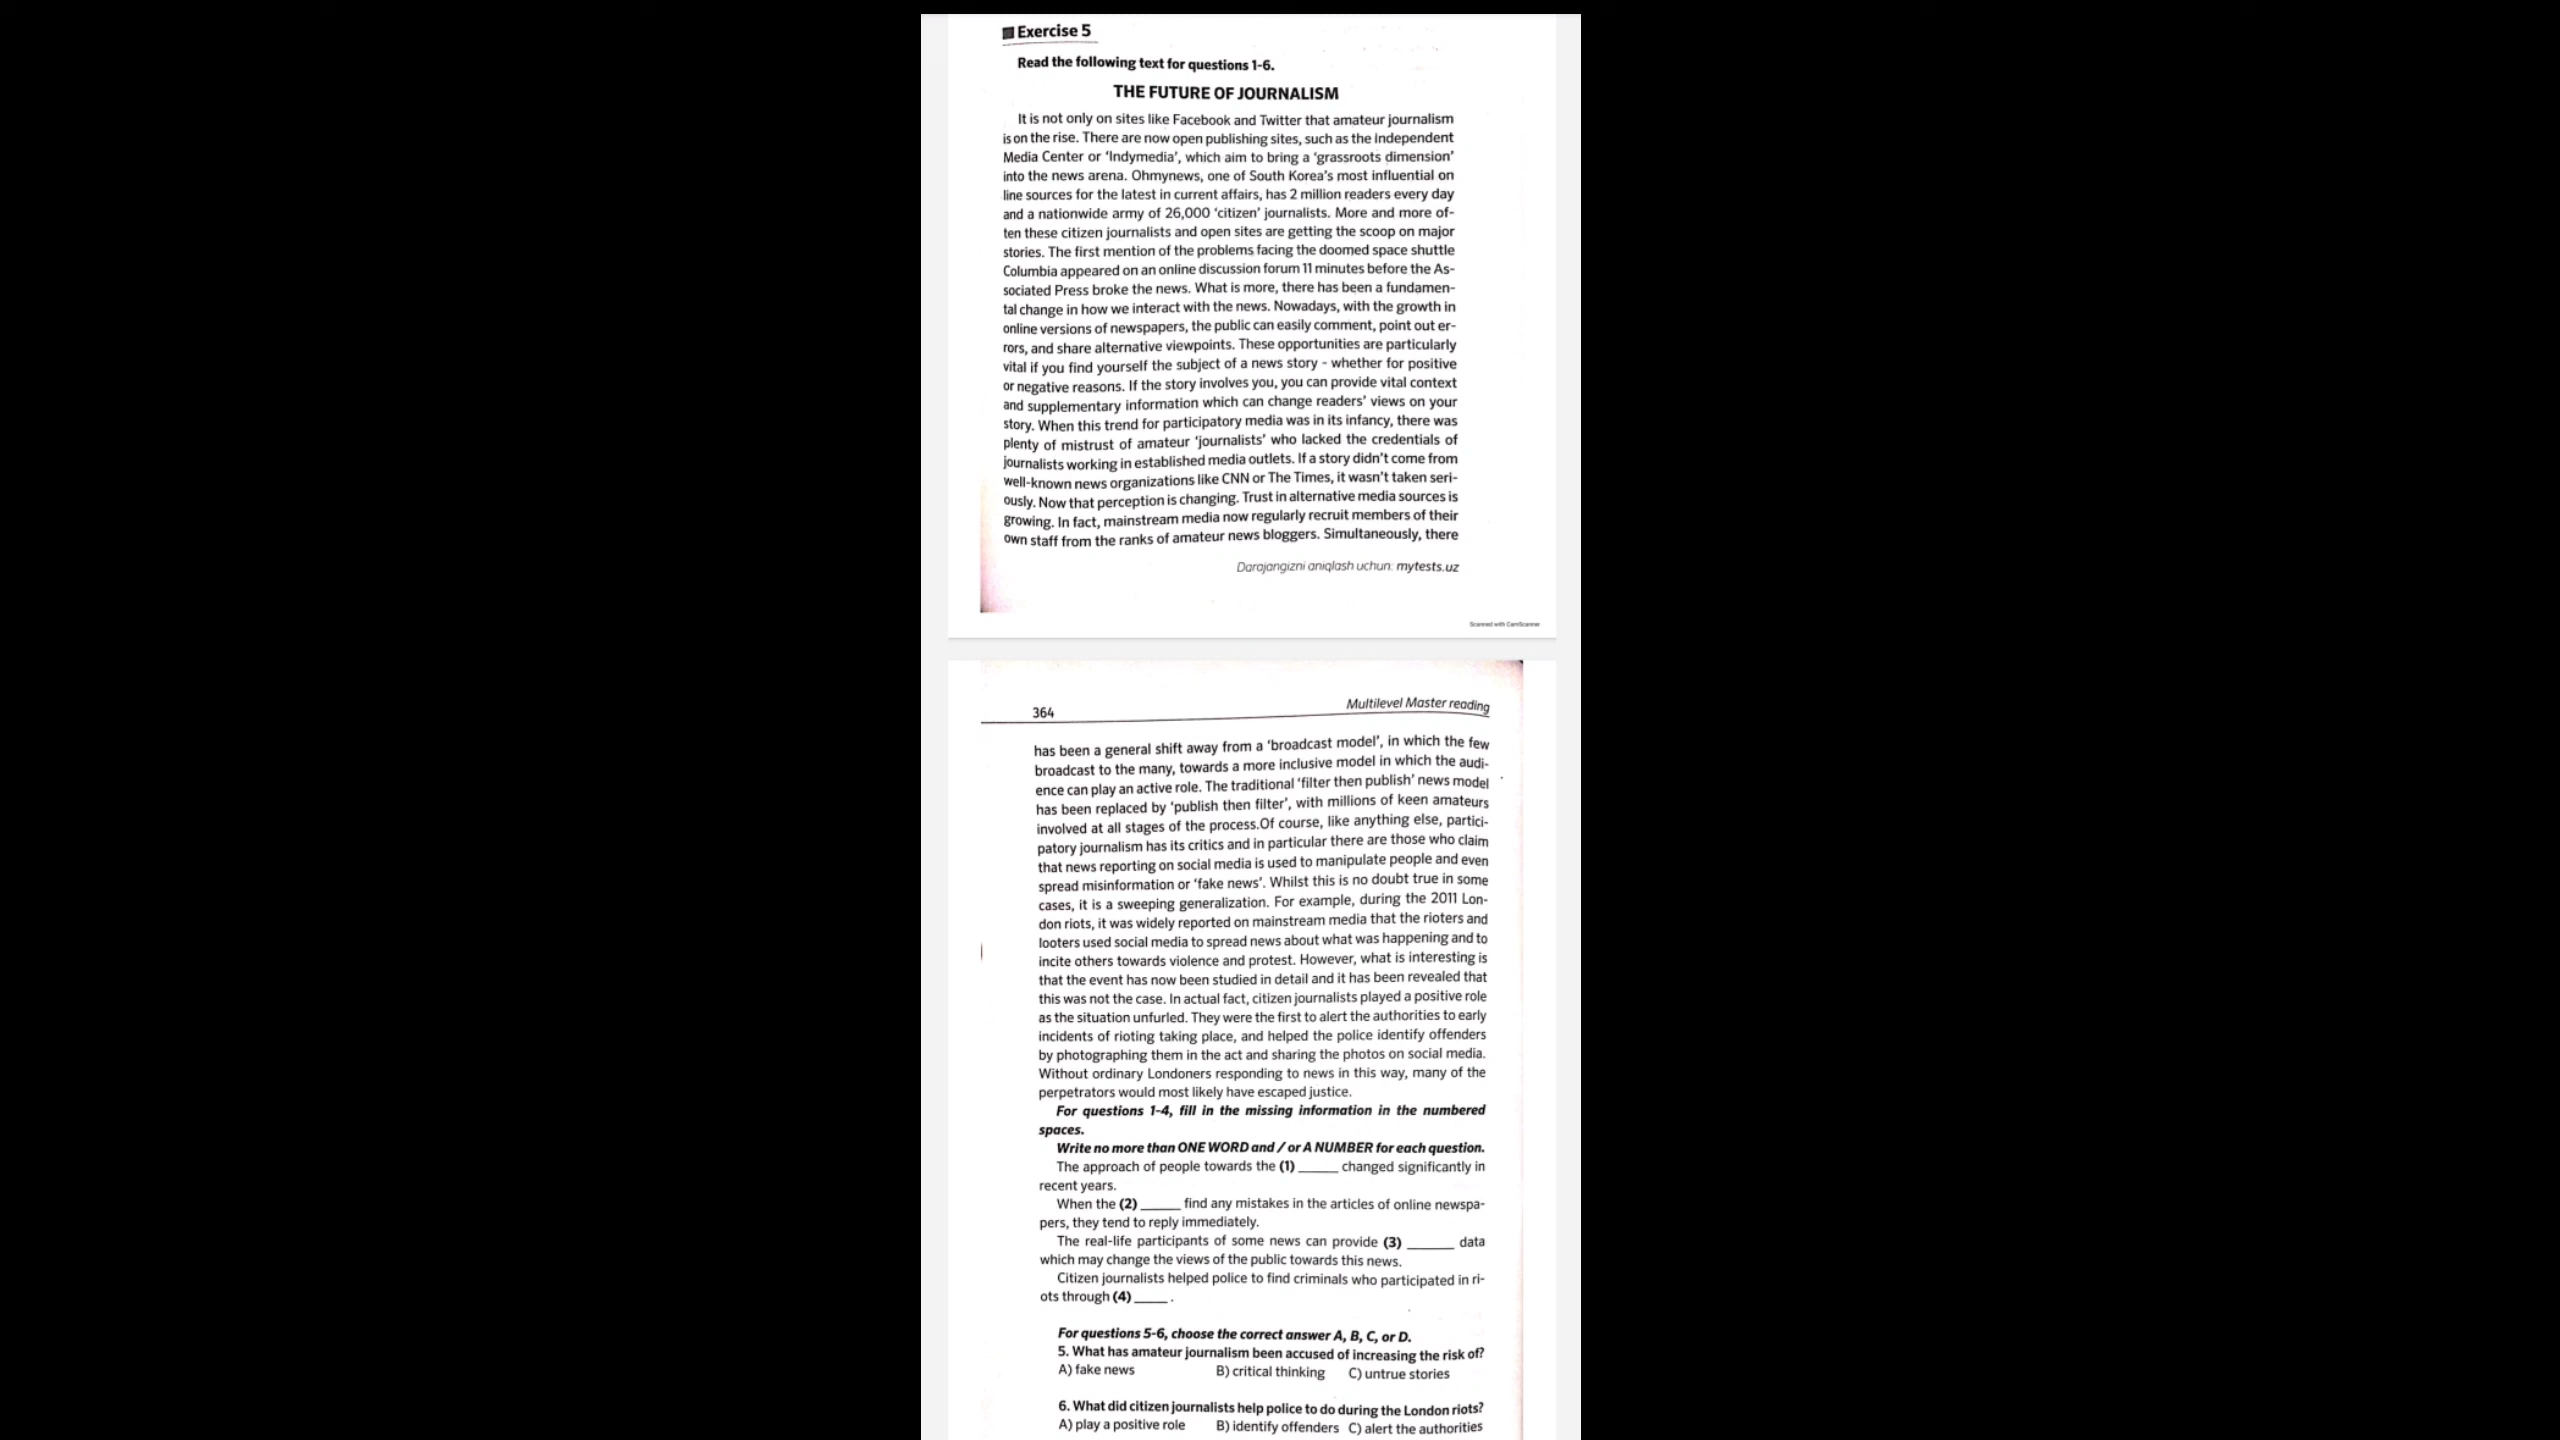 Exercise 5
Read the following text for questions 1-6.
THE FUTURE OF JOURNALISM
It is not only on sites like Facebook and Twitter that amateur journalism
is on the rise. There are now open publishing sites, such as the Independent
Media Center or 'Indymedia', which aim to bring a 'grassroots dimension'
into the news arena. Ohmynews, one of South Korea's most influential on
line sources for the latest in current affairs, has 2 million readers every day
and a nationwide army of 26,000 'citizen' journalists. More and more of-
ten these citizen journalists and open sites are getting the scoop on major
stories. The first mention of the problems facing the doomed space shuttle
Columbia appeared on an online discussion forum 11 minutes before the As-
sociated Press broke the news. What is more, there has been a fundamen-
tal change in how we interact with the news. Nowadays, with the growth in
online versions of newspapers, the public can easily comment, point out er-
rors, and share alternative viewpoints. These opportunities are particularly
vital if you find yourself the subject of a news story - whether for positive
or negative reasons. If the story involves you, you can provide vital context
and supplementary information which can change readers' views on your
story. When this trend for participatory media was in its infancy, there was
plenty of mistrust of amateur 'journalists' who lacked the credentials of
journalists working in established media outlets. If a story didn't come from
well-known news organizations like CNN or The Times, it wasn't taken seri-
ously. Now that perception is changing. Trust in alternative media sources is
growing. In fact, mainstream media now regularly recruit members of their
own staff from the ranks of amateur news bloggers. Simultaneously, there
Darajangizni aniqlash uchun: mytests.uz
Scanned with CamScanner
364
Multilevel Master reading
has been a general shift away from a 'broadcast model', in which the few
broadcast to the many, towards a more inclusive model in which the audi-
ence can play an active role. The traditional 'filter then publish' news model
has been replaced by 'publish then filter', with millions of keen amateurs
involved at all stages of the process.Of course, like anything else, partici-
patory journalism has its critics and in particular there are those who claim
that news reporting on social media is used to manipulate people and even
spread misinformation or 'fake news'. Whilst this is no doubt true in some
cases, it is a sweeping generalization. For example, during the 2011 Lon-
don riots, it was widely reported on mainstream media that the rioters and
looters used social media to spread news about what was happening and to
incite others towards violence and protest. However, what is interesting is
that the event has now been studied in detail and it has been revealed that
this was not the case. In actual fact, citizen journalists played a positive role
as the situation unfurled. They were the first to alert the authorities to early
incidents of rioting taking place, and helped the police identify offenders
by photographing them in the act and sharing the photos on social media.
Without ordinary Londoners responding to news in this way, many of the
perpetrators would most likely have escaped justice.
For questions 1-4, fill in the missing information in the numbered
spaces.
Write no more than ONE WORD and / or A NUMBER for each question.
The approach of people towards the (1) _____ changed significantly in
recent years.
When the (2) _____ find any mistakes in the articles of online newspa-
pers, they tend to reply immediately.
The real-life participants of some news can provide (3) ______ data
which may change the views of the public towards this news.
Citizen journalists helped police to find criminals who participated in ri-
ots through (4) ____ .
For questions 5-6, choose the correct answer A, B, C, or D.
5. What has amateur journalism been accused of increasing the risk of?
A) fake news B) critical thinking C) untrue stories
6. What did citizen journalists help police to do during the London riots?
A) play a positive role B) identify offenders C) alert the authorities